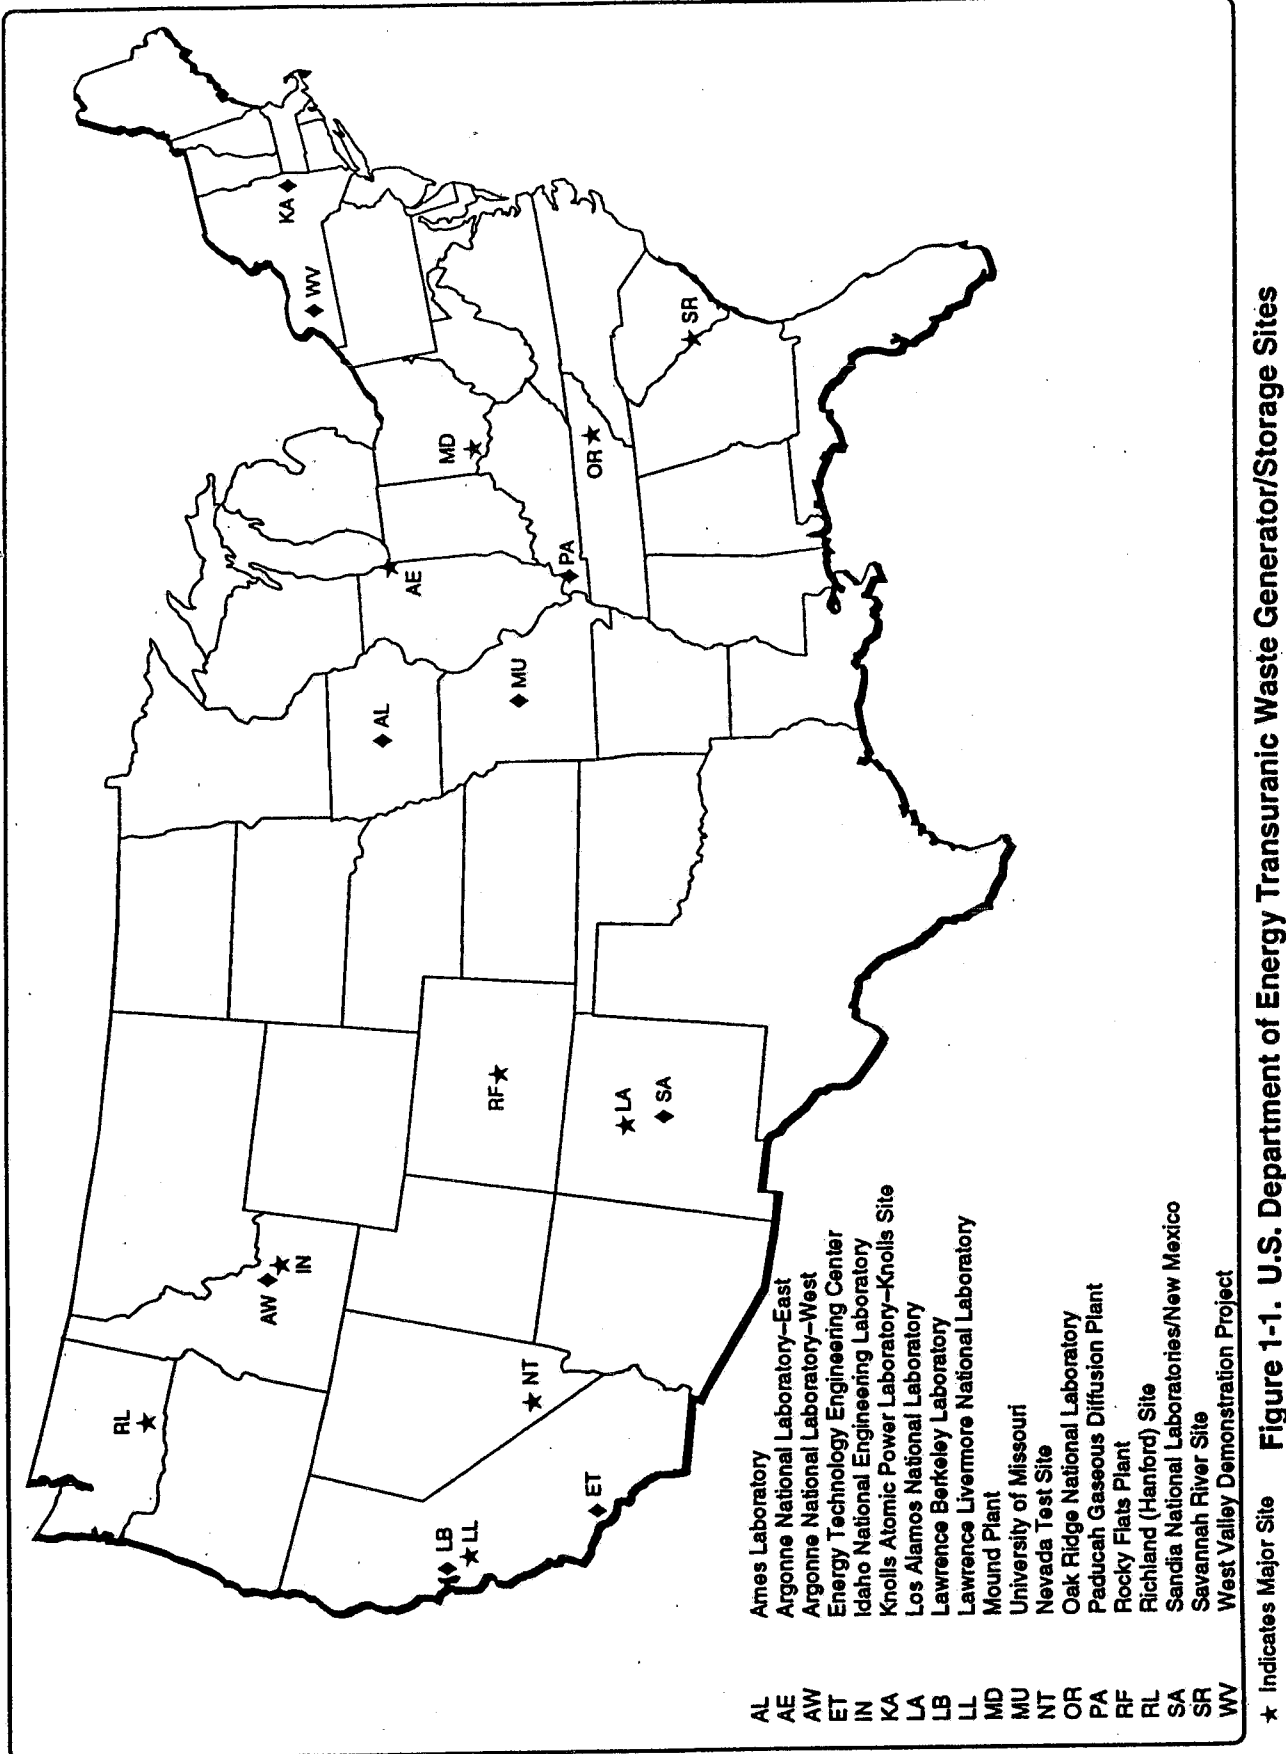 RL
AW
IN
NT
LB
LL
ET
RF
LA
SA
AL
MU
AE
PA
MD
OR
SR
WV
KA
AL Ames Laboratory
AE Argonne National Laboratory–East
AW Argonne National Laboratory–West
ET Energy Technology Engineering Center
IN Idaho National Engineering Laboratory
KA Knolls Atomic Power Laboratory–Knolls Site
LA Los Alamos National Laboratory
LB Lawrence Berkeley Laboratory
LL Lawrence Livermore National Laboratory
MD Mound Plant
MU University of Missouri
NT Nevada Test Site
OR Oak Ridge National Laboratory
PA Paducah Gaseous Diffusion Plant
RF Rocky Flats Plant
RL Richland (Hanford) Site
SA Sandia National Laboratories/New Mexico
SR Savannah River Site
WV West Valley Demonstration Project
★ Indicates Major Site
Figure 1-1. U.S. Department of Energy Transuranic Waste Generator/Storage Sites